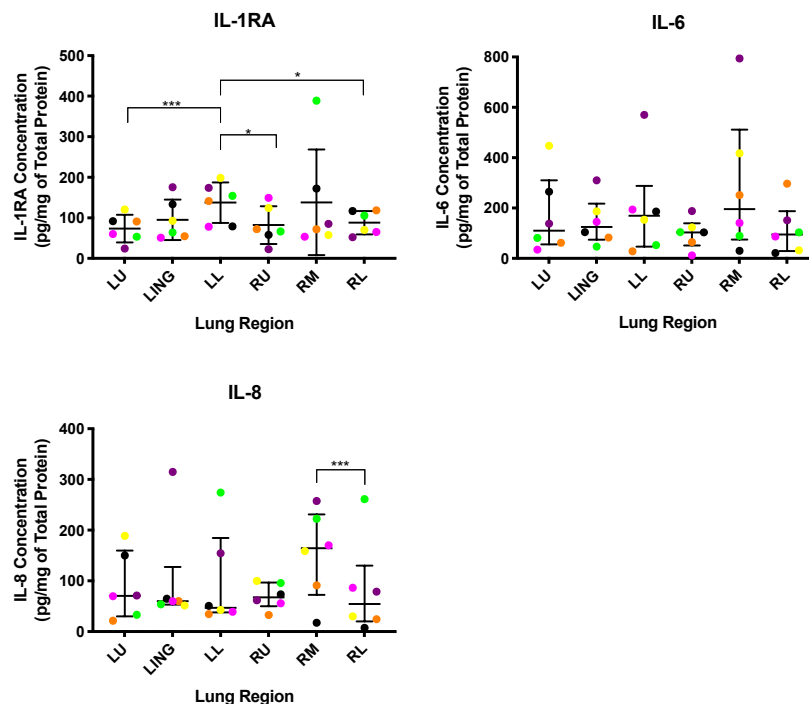 IL-1RA
IL-1RA Concentration
(pg/mg of Total Protein)
500
400
300
200
100
0
***
*
*
LU
LING
LL
RU
RM
RL
Lung Region
IL-6
IL-6 Concentration
(pg/mg of Total Protein)
800
600
400
200
0
LU
LING
LL
RU
RM
RL
Lung Region
IL-8
IL-8 Concentration
(pg/mg of Total Protein)
400
300
200
100
0
***
LU
LING
LL
RU
RM
RL
Lung Region